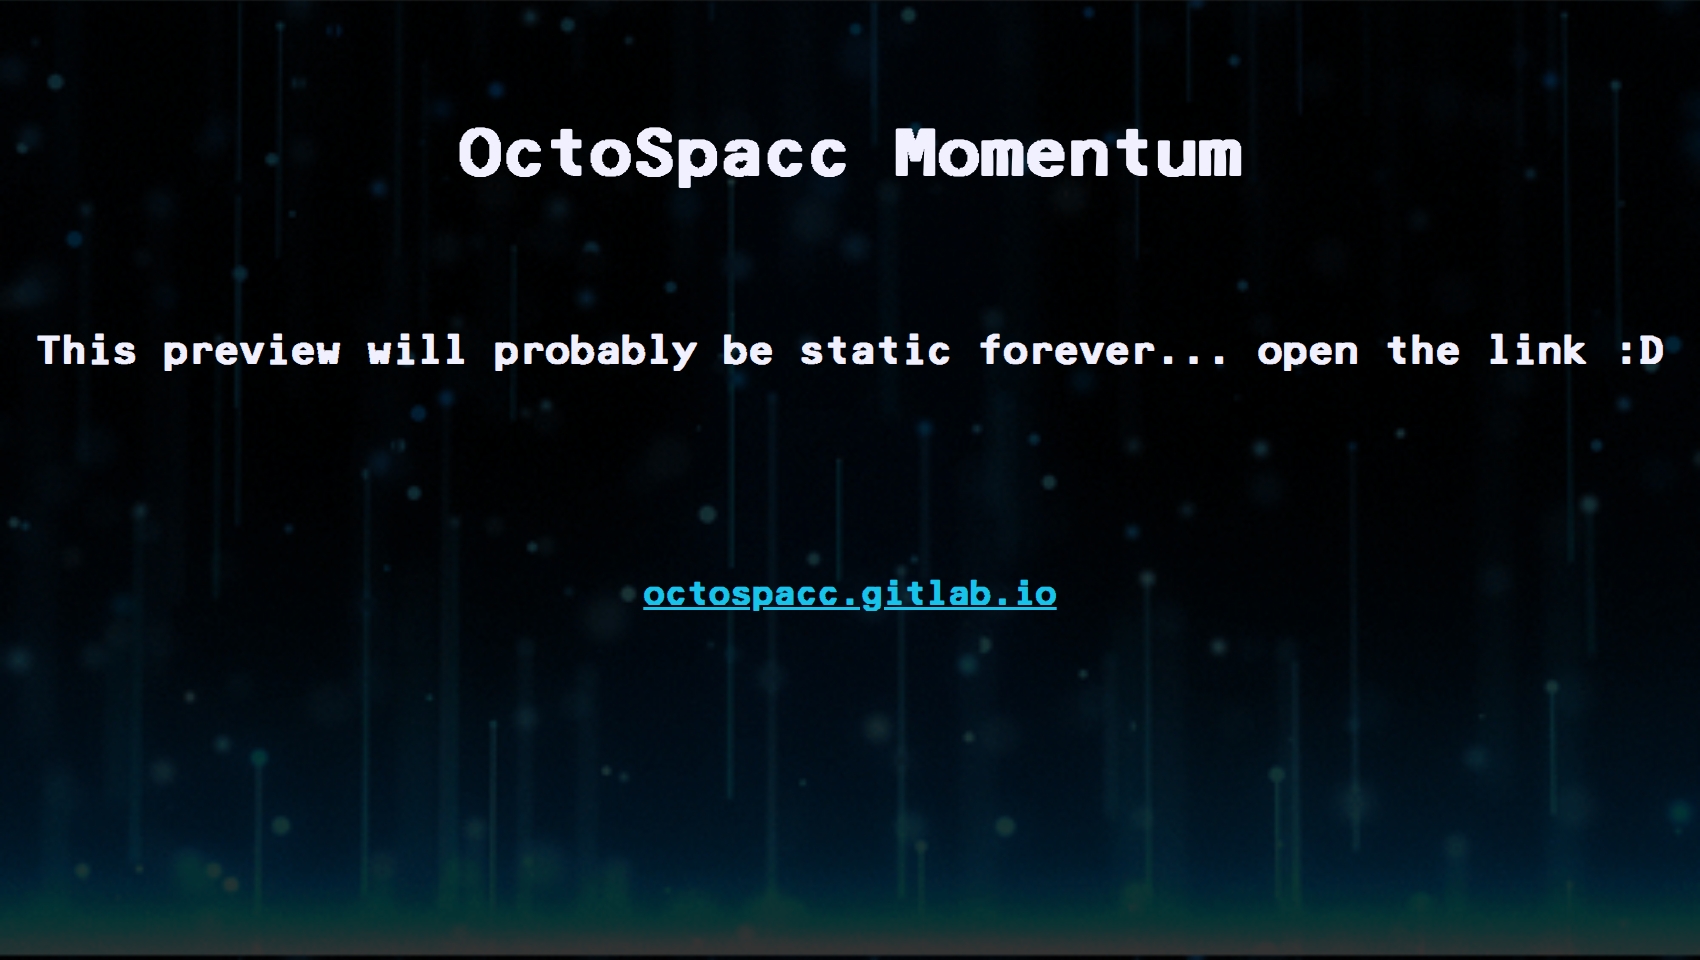 OctoSpacc Momentum
This preview will probably be static forever... open the link :D
octospacc.gitlab.io